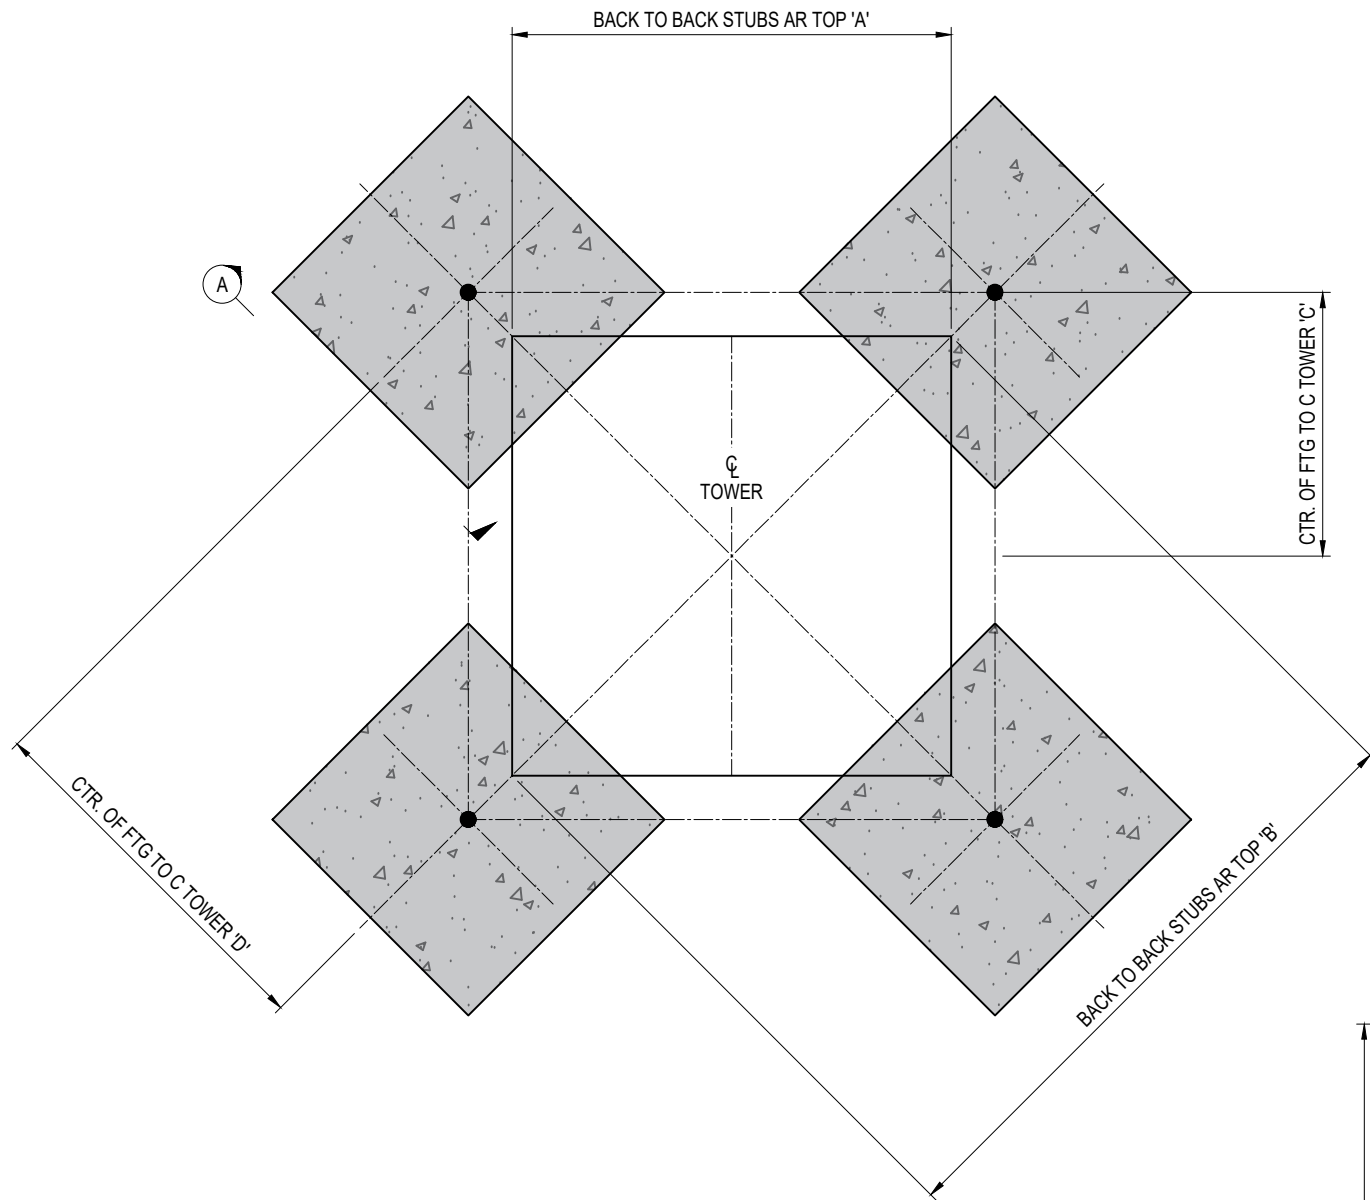 BACK TO BACK STUBS AR TOP 'A'
A
CTR. OF FTG TO C TOWER 'C'
℄
TOWER
CTR. OF FTG TO C TOWER 'D'
BACK TO BACK STUBS AR TOP 'B'